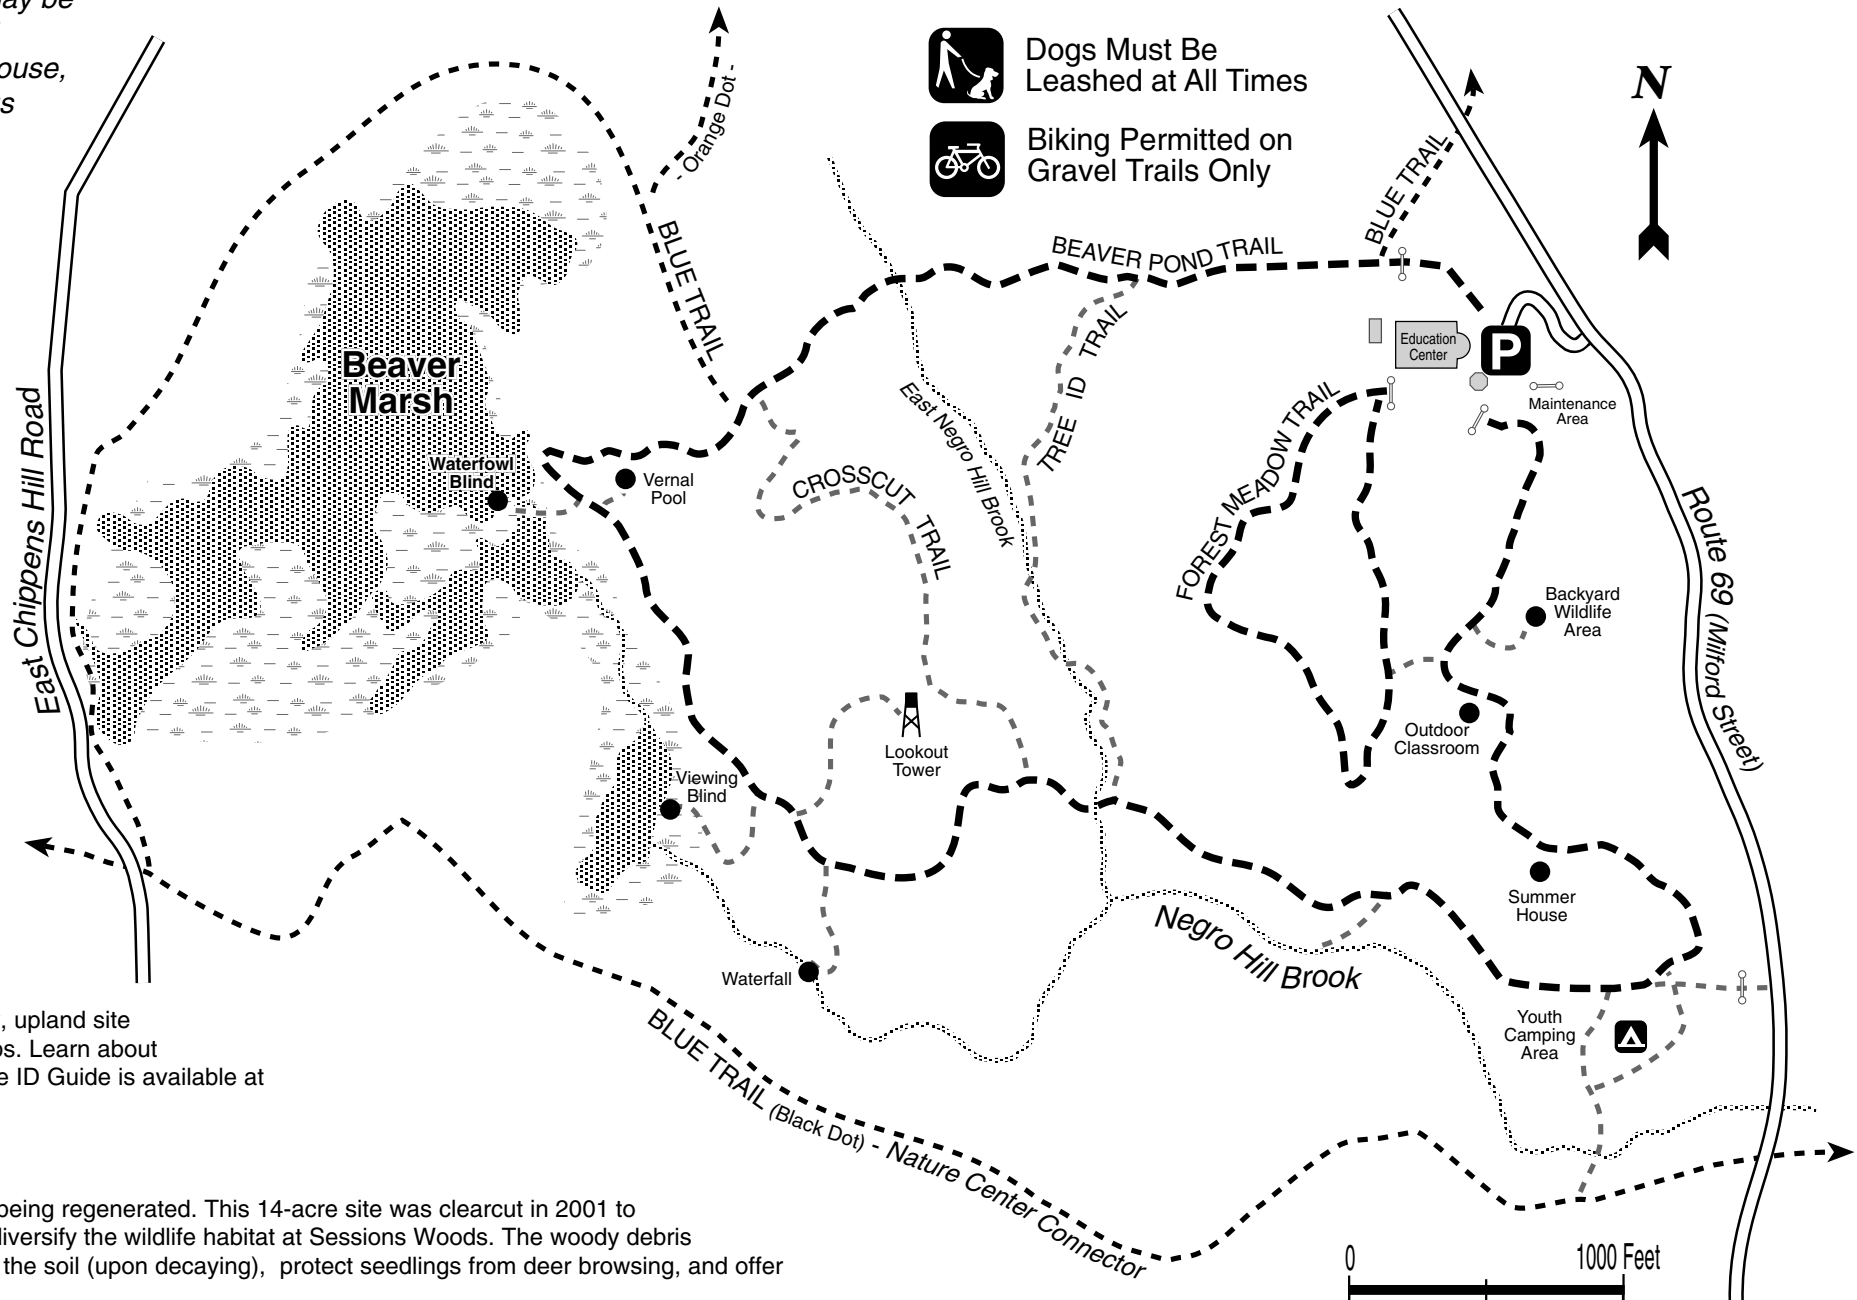 ay be
ouse,
s
- Orange Dot -
Dogs Must Be
Leashed at All Times
Biking Permitted on
Gravel Trails Only
N
BLUE TRAIL
BLUE TRAIL
BEAVER POND TRAIL
TREE ID TRAIL
Education
Center
P
Maintenance
Area
Beaver
Marsh
East Chippens Hill Road
Waterfowl
Blind
Vernal
Pool
CROSSCUT TRAIL
East Negro Hill Brook
FOREST MEADOW TRAIL
Route 69 (Milford Street)
Backyard
Wildlife
Area
Outdoor
Classroom
Lookout
Tower
Viewing
Blind
Summer
House
Negro Hill Brook
Waterfall
Youth
Camping
Area
, upland site
os. Learn about
e ID Guide is available at
BLUE TRAIL (Black Dot) - Nature Center Connector
being regenerated. This 14-acre site was clearcut in 2001 to
diversify the wildlife habitat at Sessions Woods. The woody debris
the soil (upon decaying), protect seedlings from deer browsing, and offer
0
1000 Feet